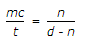 mc/t = n/(d - n)